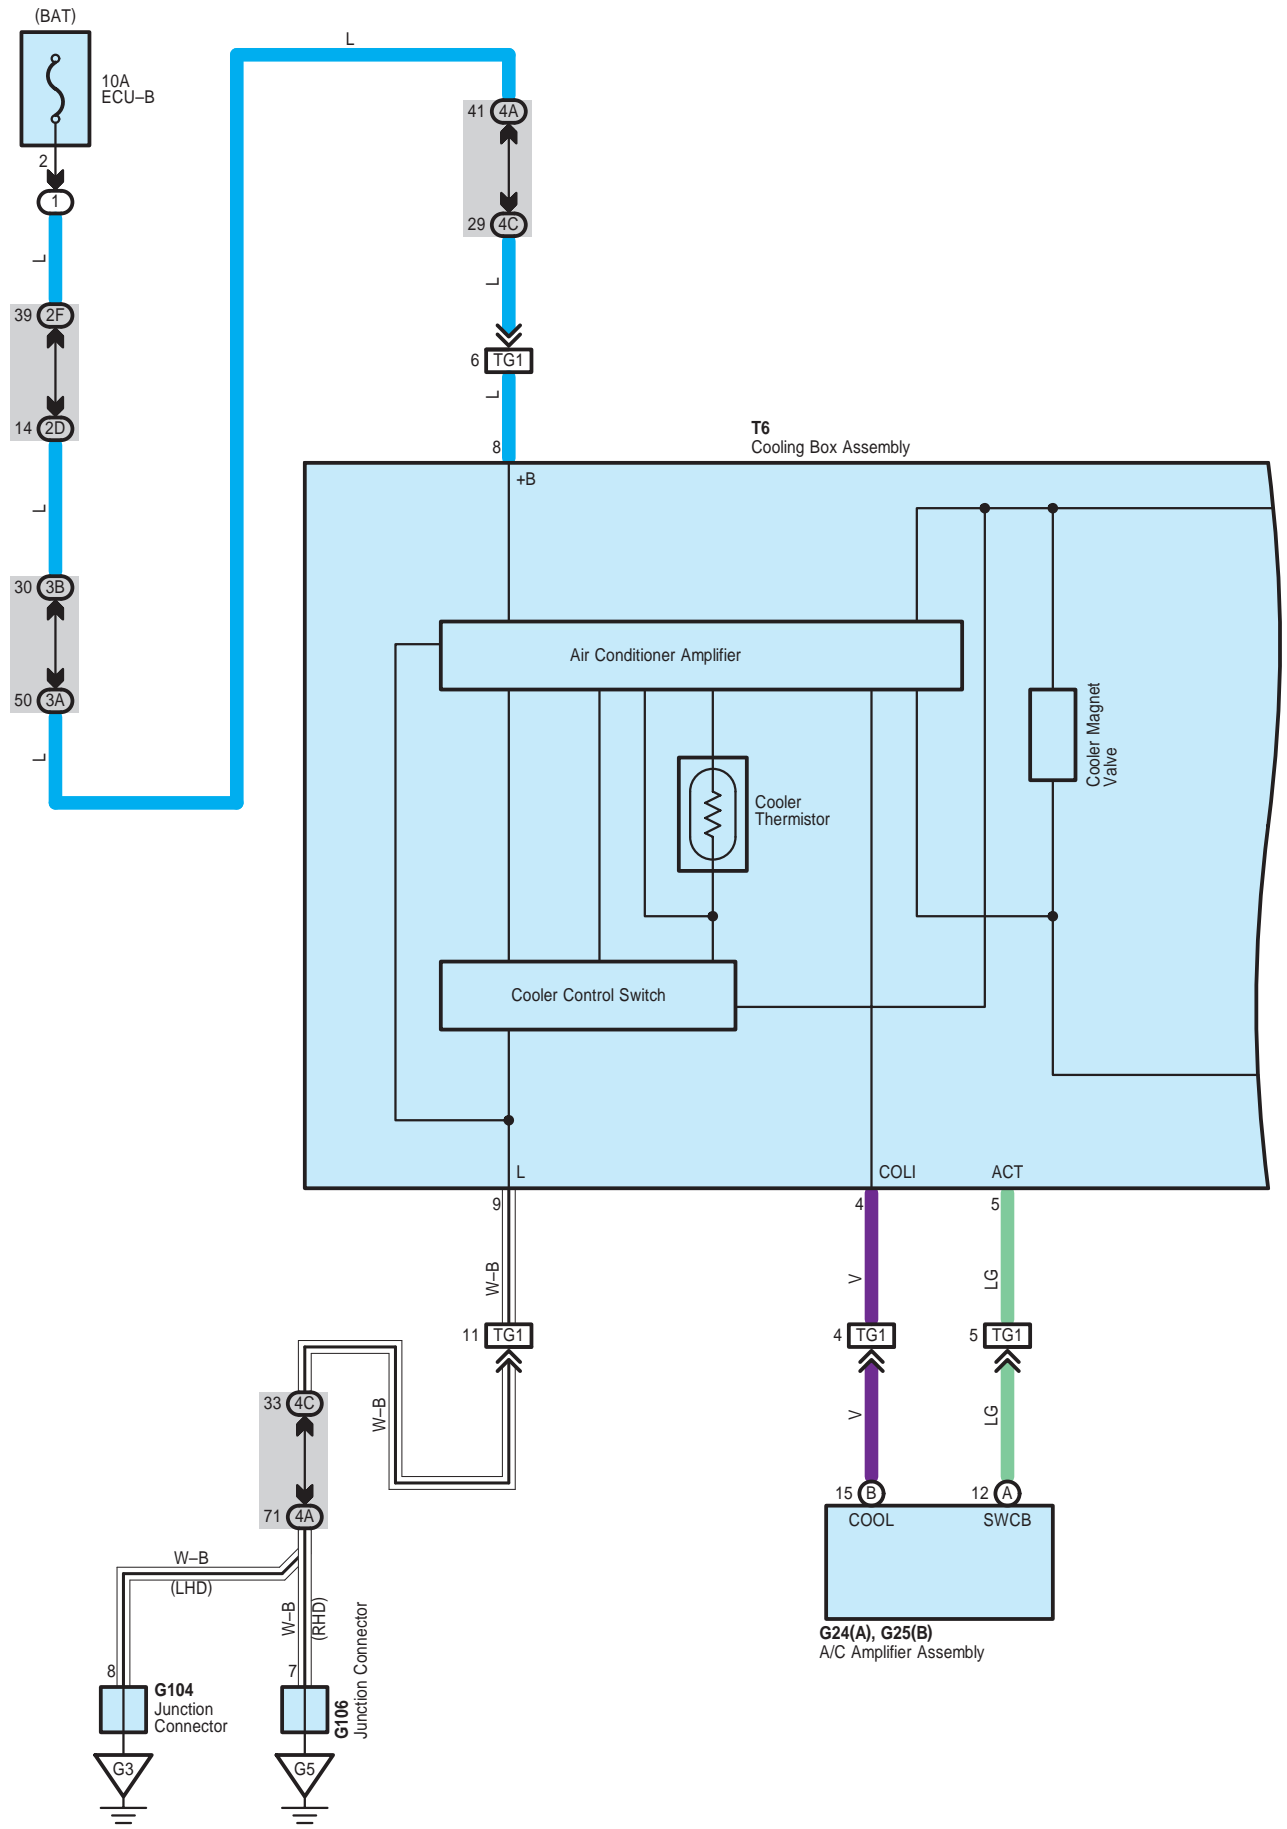 (BAT)
10A
ECU–B
2
1
L
39 2F
14 2D
L
30 3B
50 3A
L
L
41 4A
29 4C
L
6 TG1
L
8
T6
Cooling Box Assembly
+B
Air Conditioner Amplifier
Cooler Magnet
Valve
Cooler
Thermistor
Cooler Control Switch
L
COLI
ACT
9
4
5
W–B
V
LG
11 TG1
4 TG1
5 TG1
W–B
V
LG
33 4C
71 4A
15 B
12 A
COOL
SWCB
G24(A), G25(B)
A/C Amplifier Assembly
W–B
(LHD)
W–B
(RHD)
8
G104
Junction
Connector
7
G106
Junction Connector
G3
G5